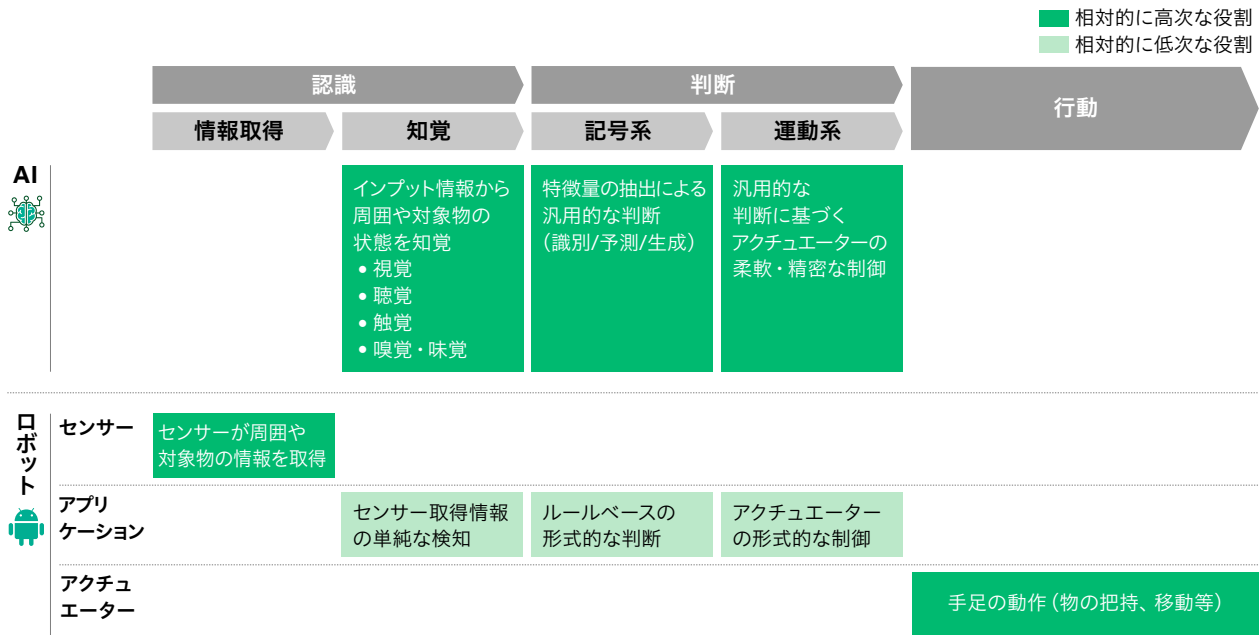 相対的に高次な役割
相対的に低次な役割
認識
判断
行動
情報取得
知覚
記号系
運動系
AI
インプット情報から
周囲や対象物の
状態を知覚
• 視覚
• 聴覚
• 触覚
• 嗅覚・味覚
特徴量の抽出による
汎用的な判断
（識別/予測/生成）
汎用的な
判断に基づく
アクチュエーターの
柔軟・精密な制御
ロボット
センサー
センサーが周囲や
対象物の情報を取得
アプリ
ケーション
センサー取得情報
の単純な検知
ルールベースの
形式的な判断
アクチュエーター
の形式的な制御
アクチュ
エーター
手足の動作（物の把持、移動等）